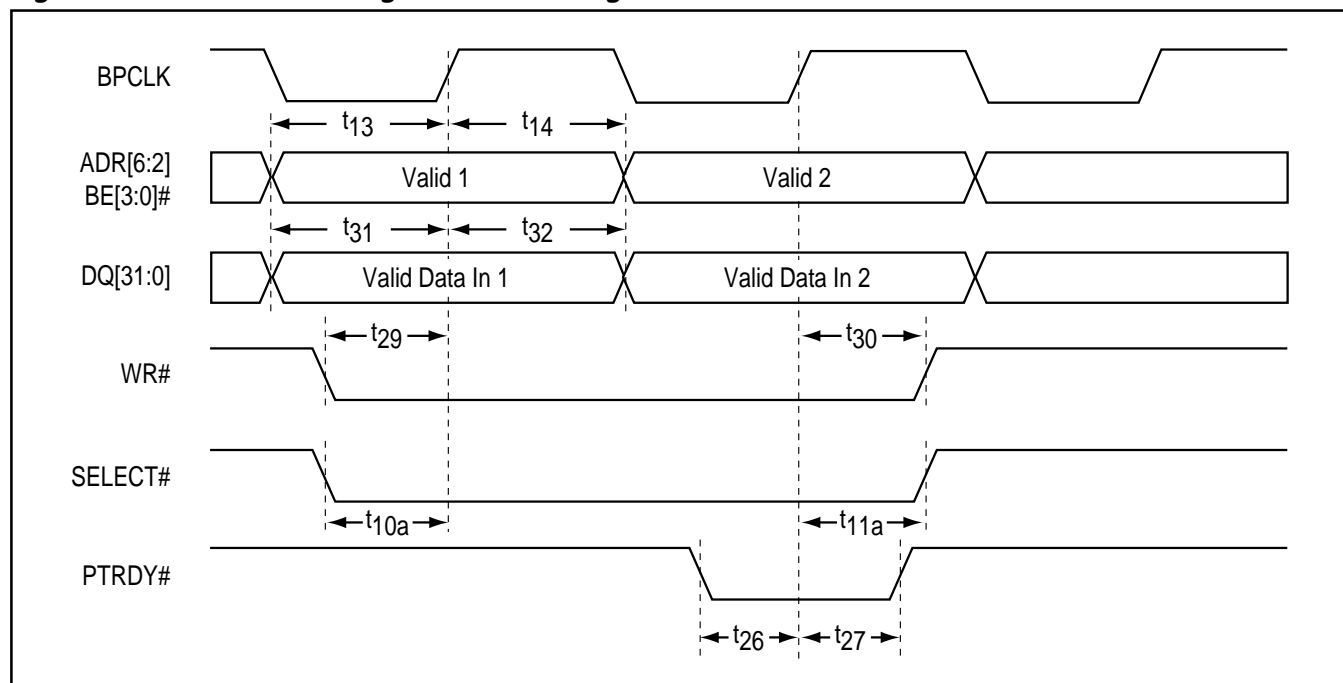 BPCLK
t13
t14
ADR[6:2]
BE[3:0]#
Valid 1
Valid 2
t31
t32
DQ[31:0]
Valid Data In 1
Valid Data In 2
t29
t30
WR#
SELECT#
t10a
t11a
PTRDY#
t26
t27